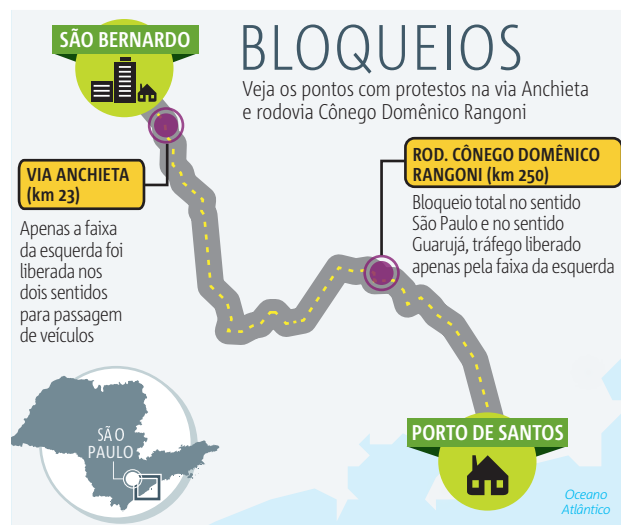 SÃO BERNARDO
BLOQUEIOS
Veja os pontos com protestos na via Anchieta
e rodovia Cônego Domênico Rangoni
VIA ANCHIETA
(km 23)
Apenas a faixa
da esquerda foi
liberada nos
dois sentidos
para passagem
de veículos
ROD. CÔNEGO DOMÊNICO
RANGONI (km 250)
Bloqueio total no sentido
São Paulo e no sentido
Guarujá, tráfego liberado
apenas pela faixa da esquerda
SÃO
PAULO
PORTO DE SANTOS
Oceano
Atlântico